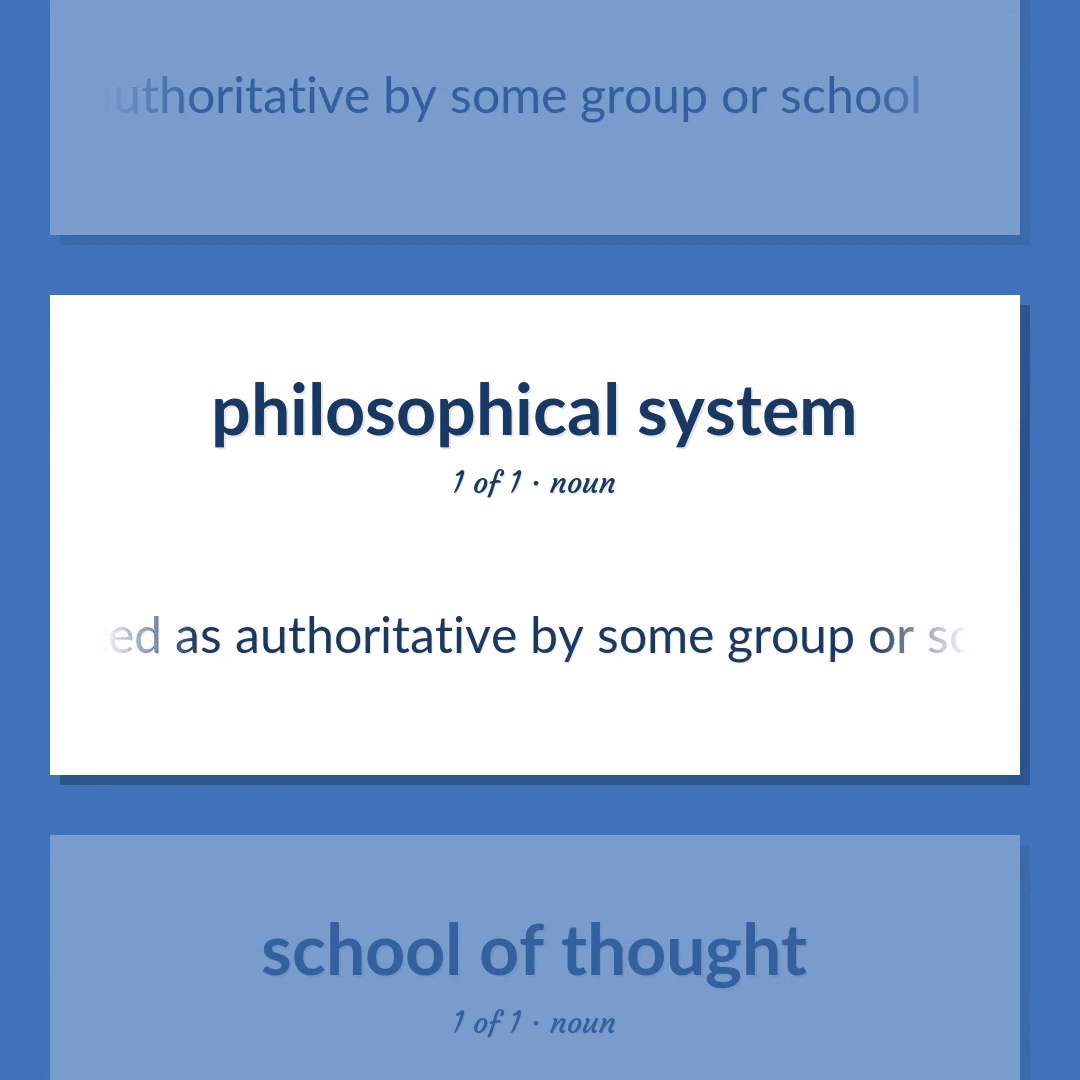 uthoritative by some group or school
philosophical system
1 of 1 · noun
ed as authoritative by some group or sc
school of thought
1 of 1 · noun